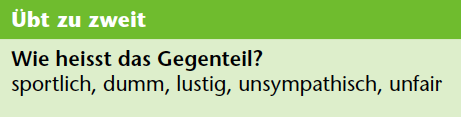 Übt zu zweit
Wie heisst das Gegenteil?
sportlich, dumm, lustig, unsympathisch, unfair